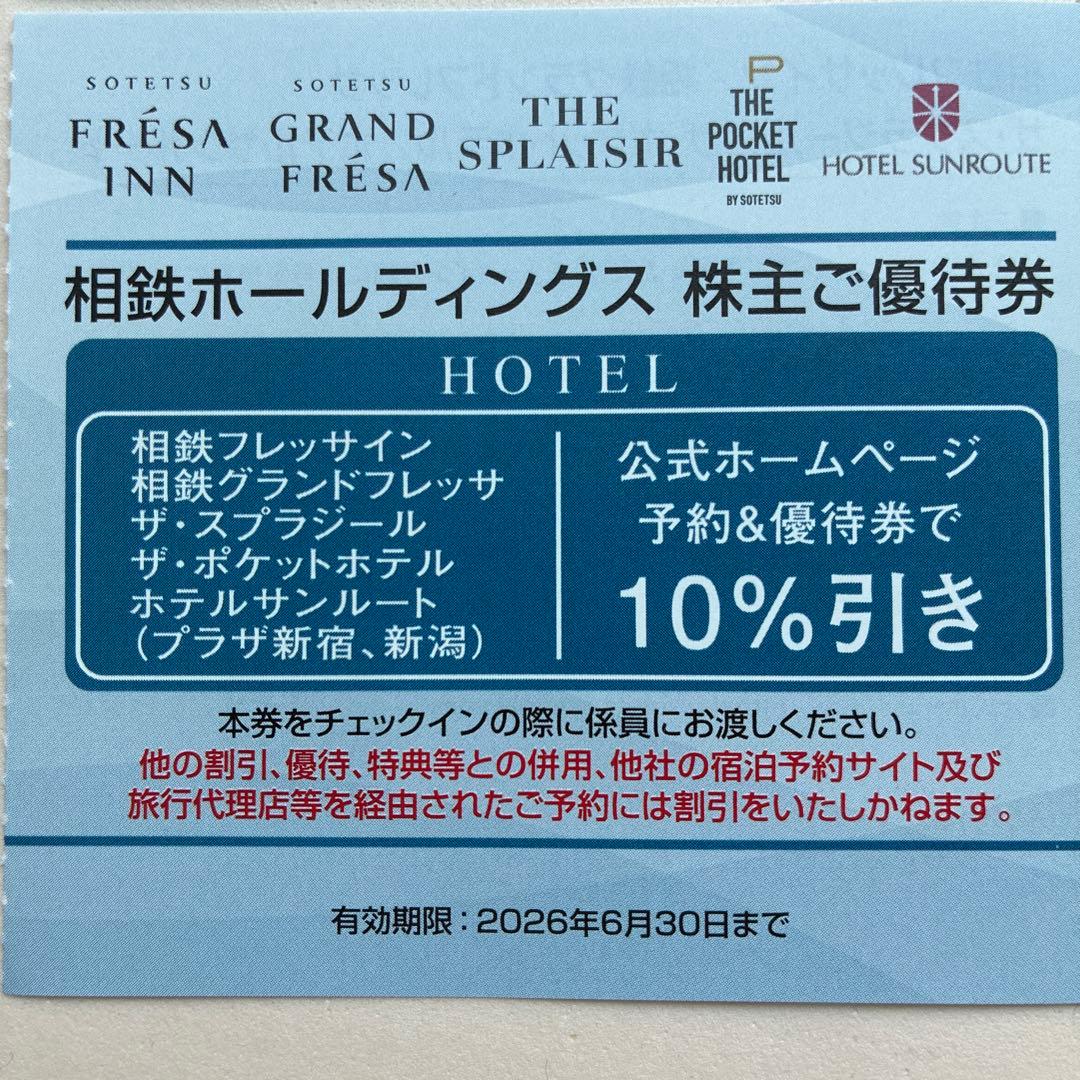 SOTETSU
FRÉSA
INN
SOTETSU
GRAND
FRÉSA
THE
SPLAISIR
P
THE
POCKET
HOTEL
BY SOTETSU
HOTEL SUNROUTE
相鉄ホールディングス 株主ご優待券
HOTEL
相鉄フレッサイン
相鉄グランドフレッサ
ザ・スプラジール
ザ・ポケットホテル
ホテルサンルート
(プラザ新宿、新潟)
公式ホームページ
予約&優待券で
10%引き
本券をチェックインの際に係員にお渡しください。
他の割引、優待、特典等との併用、他社の宿泊予約サイト及び
旅行代理店等を経由されたご予約には割引をいたしかねます。
有効期限:2026年6月30日まで